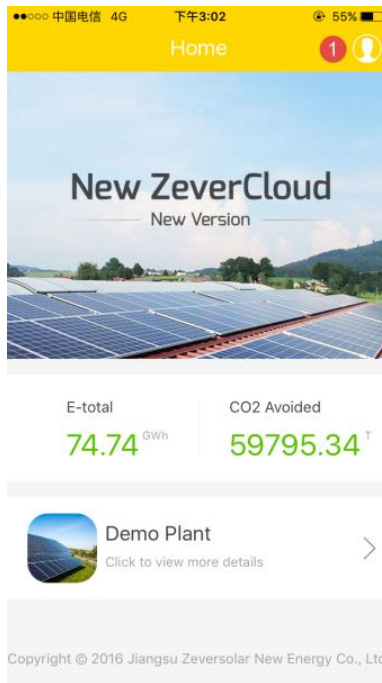 中国电信 4G 下午3:02 55%
Home 1
New ZeverCloud
New Version
E-total CO2 Avoided
74.74 GWh 59795.34 T
Demo Plant
Click to view more details
Copyright © 2016 Jiangsu Zeversolar New Energy Co., Ltd